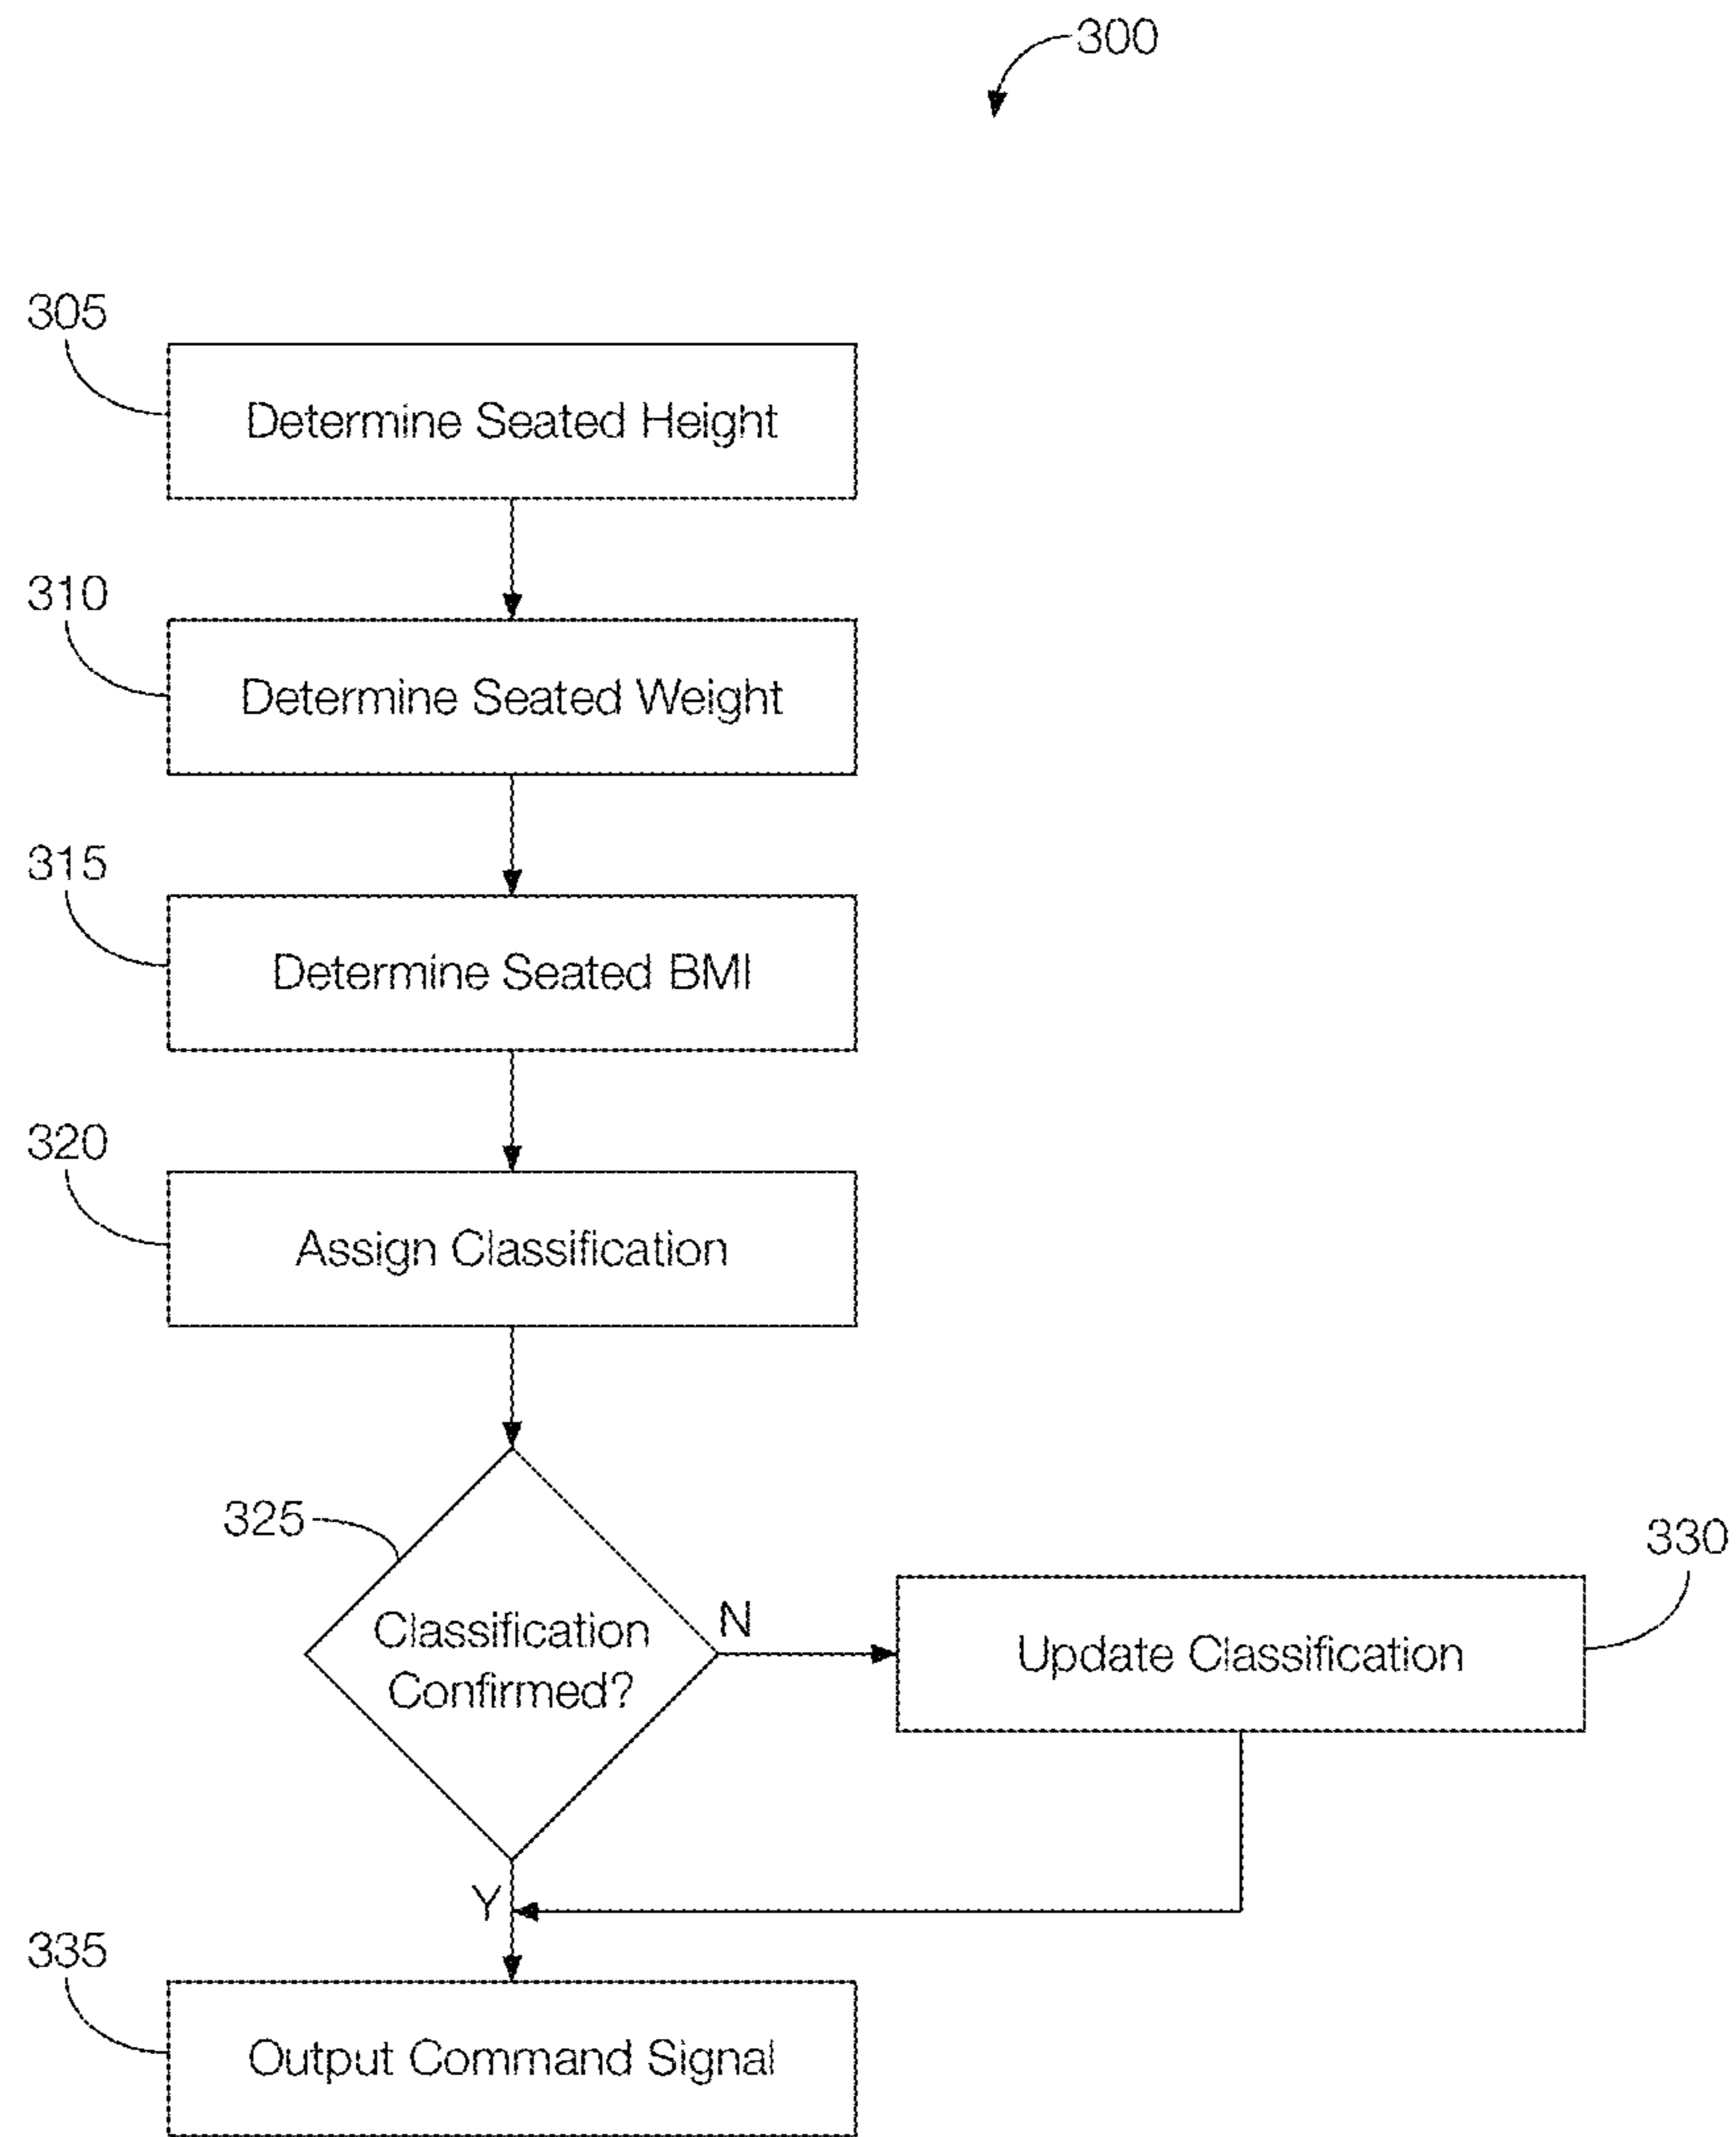 300
305
Determine Seated Height
310
Determine Seated Weight
315
Determine Seated BMI
320
Assign Classification
325
Classification
Confirmed?
N
330
Update Classification
Y
335
Output Command Signal